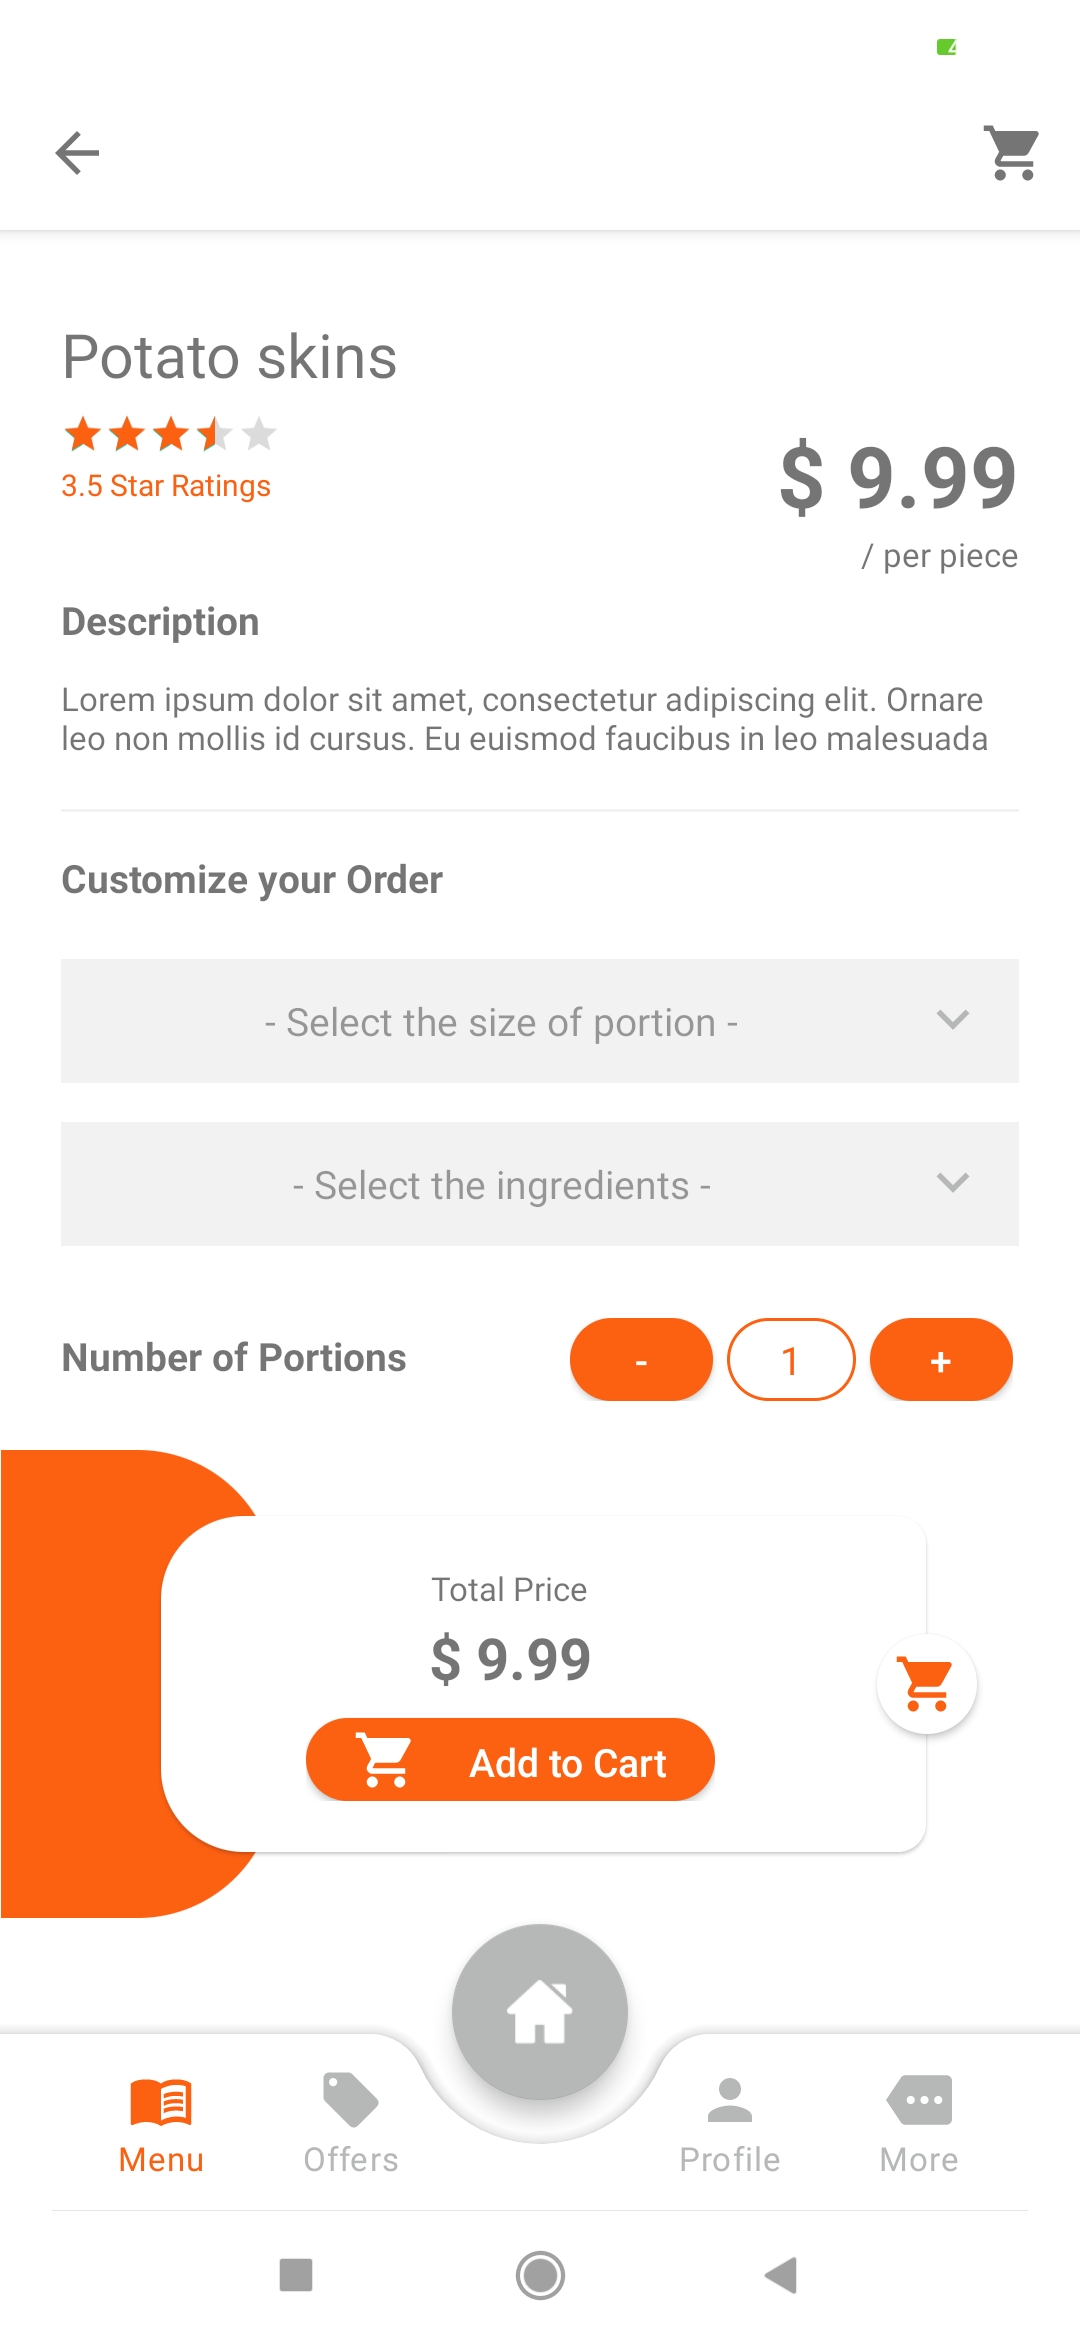 Potato skins
3.5 Star Ratings
$ 9.99
/ per piece
Description
Lorem ipsum dolor sit amet, consectetur adipiscing elit. Ornare
leo non mollis id cursus. Eu euismod faucibus in leo malesuada
Customize your Order
- Select the size of portion -
- Select the ingredients -
Number of Portions
- 1 +
Total Price
$ 9.99
Add to Cart
Menu Offers Profile More